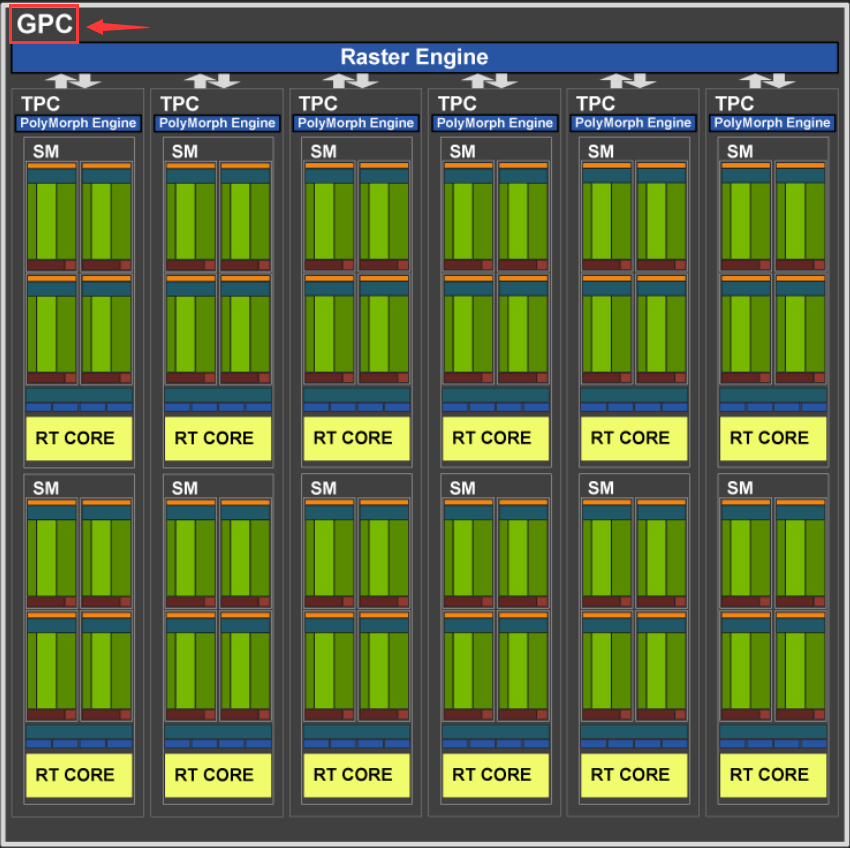 GPC
Raster Engine
TPC TPC TPC TPC TPC TPC
PolyMorph Engine PolyMorph Engine PolyMorph Engine PolyMorph Engine PolyMorph Engine PolyMorph Engine
SM SM SM SM SM SM
RT CORE RT CORE RT CORE RT CORE RT CORE RT CORE
SM SM SM SM SM SM
RT CORE RT CORE RT CORE RT CORE RT CORE RT CORE